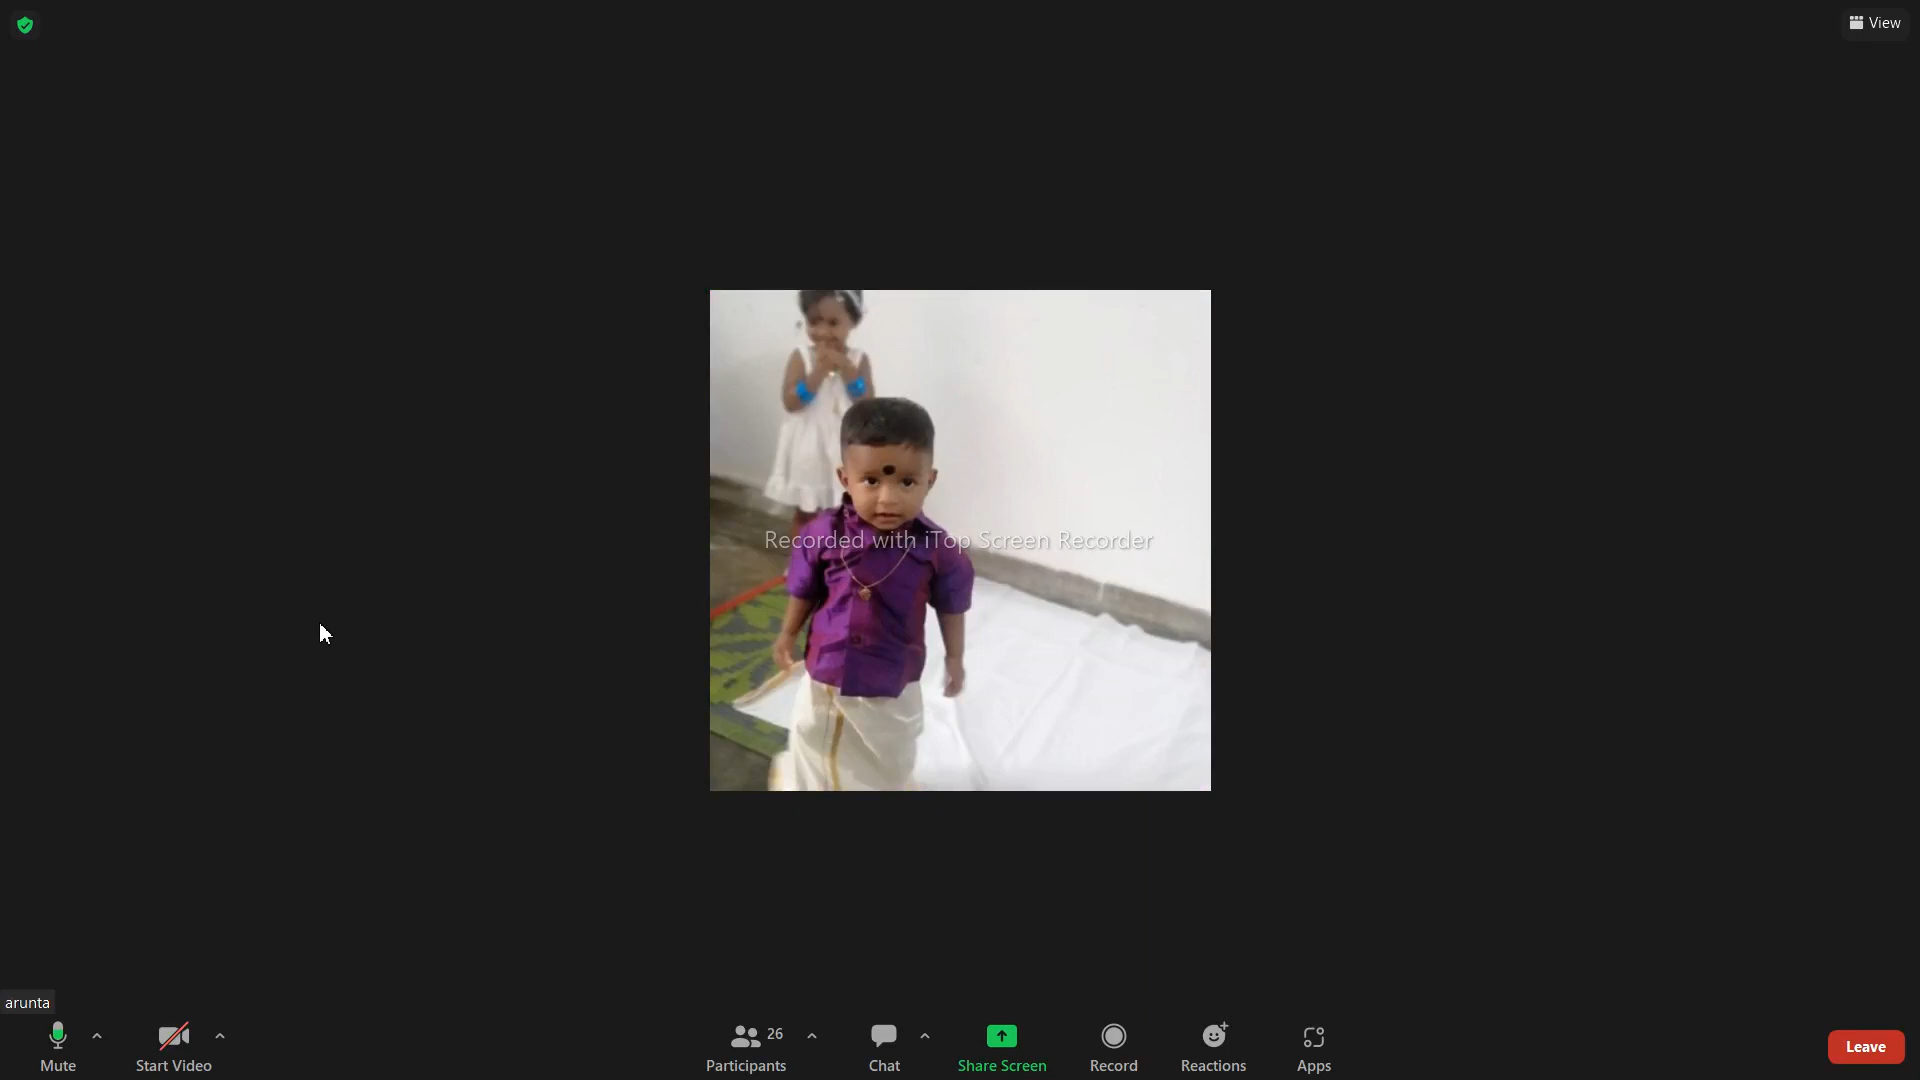 View
Recorded with iTop Screen Recorder
arunta
Mute
Start Video
26
Participants
Chat
Share Screen
Record
Reactions
Apps
Leave